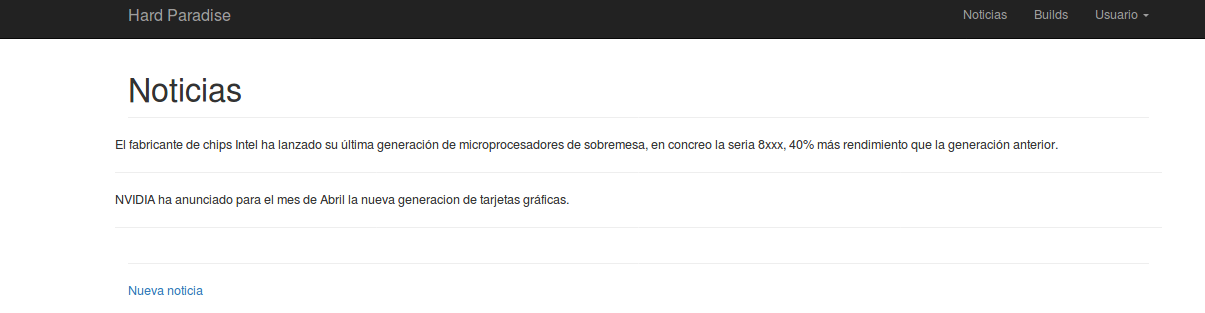 Hard Paradise
Noticias Builds Usuario
Noticias
El fabricante de chips Intel ha lanzado su última generación de microprocesadores de sobremesa, en concreo la seria 8xxx, 40% más rendimiento que la generación anterior.
NVIDIA ha anunciado para el mes de Abril la nueva generacion de tarjetas gráficas.
Nueva noticia